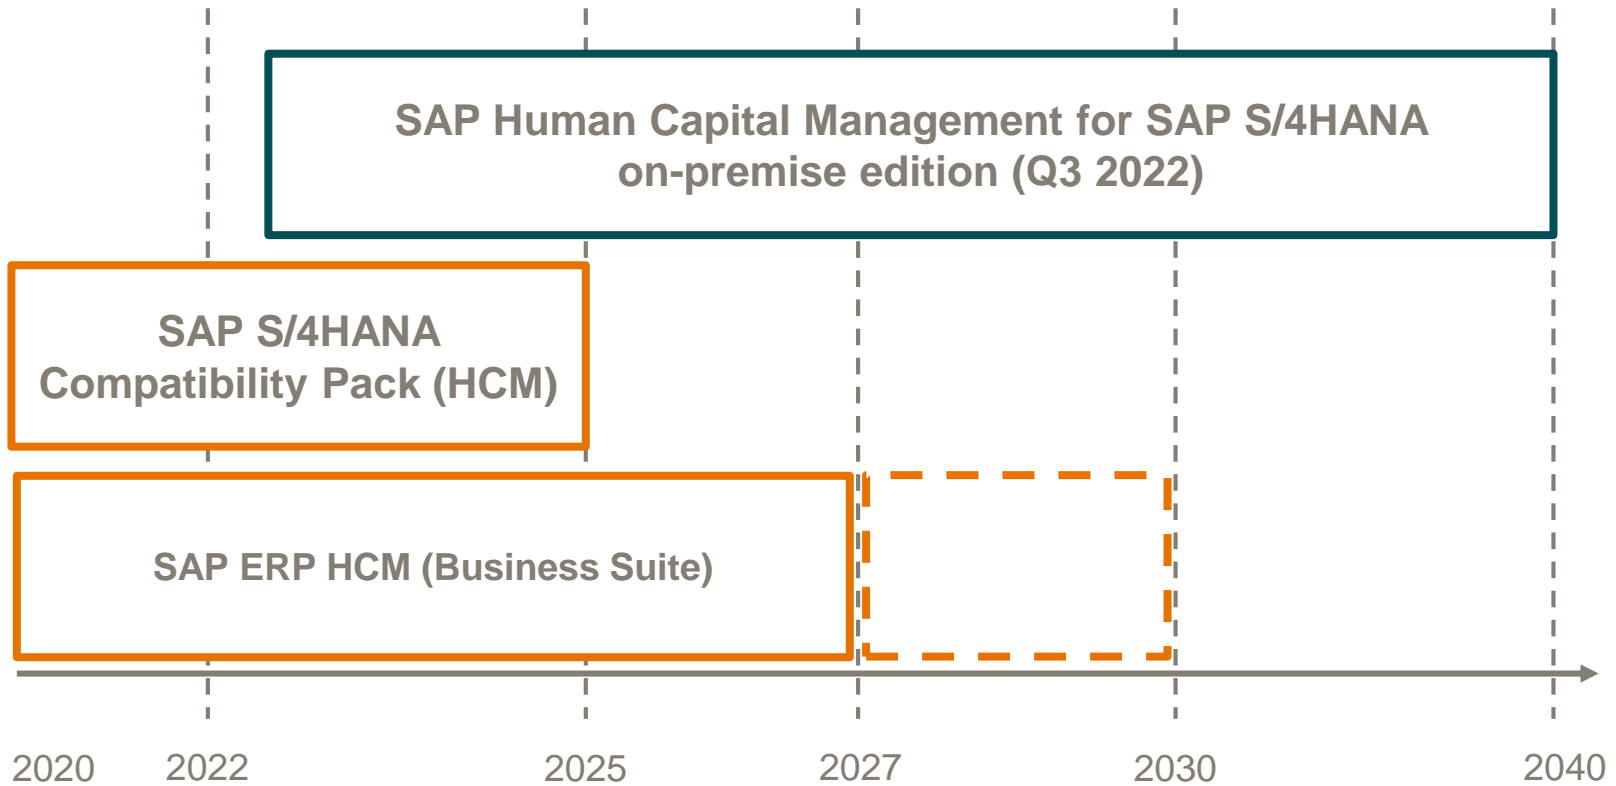 SAP Human Capital Management for SAP S/4HANA
on-premise edition (Q3 2022)
SAP S/4HANA
Compatibility Pack (HCM)
SAP ERP HCM (Business Suite)
2020 2022 2025 2027 2030 2040